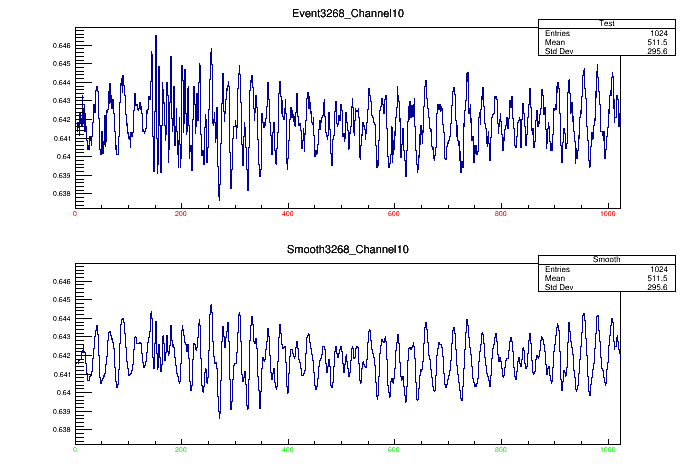 Event3268_Channel10
Test
Entries 1024
Mean 511.5
Std Dev 295.6
0.646
0.645
0.644
0.643
0.642
0.641
0.64
0.639
0.638
0 200 400 600 800 1000
Smooth3268_Channel10
Smooth
Entries 1024
Mean 511.5
Std Dev 295.6
0.646
0.645
0.644
0.643
0.642
0.641
0.64
0.639
0.638
0 200 400 600 800 1000